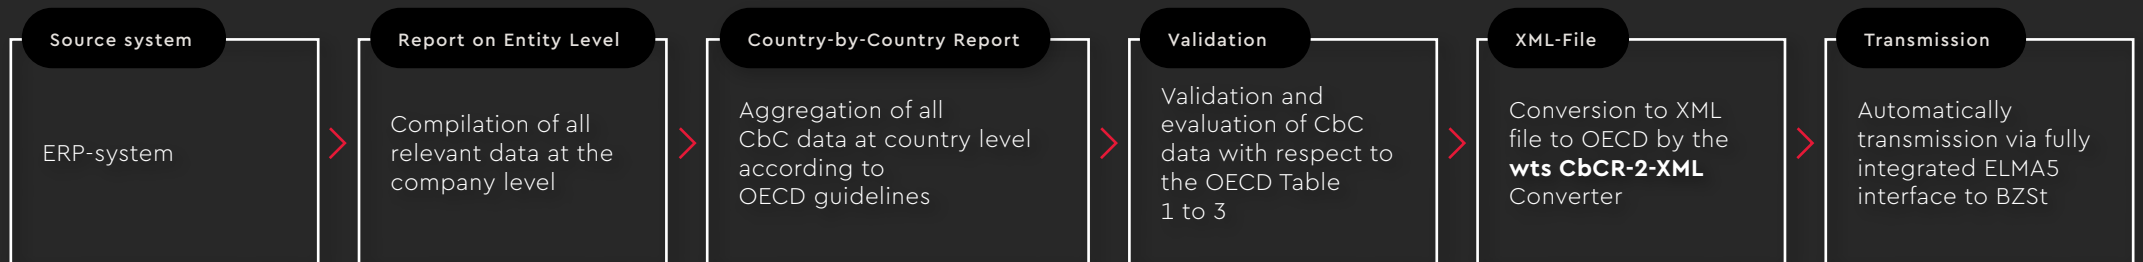 Source system
ERP-system
Report on Entity Level
Compilation of all
relevant data at the
company level
Country-by-Country Report
Aggregation of all
CbC data at country level
according to
OECD guidelines
Validation
Validation and
evaluation of CbC
data with respect to
the OECD Table
1 to 3
XML-File
Conversion to XML
file to OECD by the
wts CbCR-2-XML
Converter
Transmission
Automatically
transmission via fully
integrated ELMA5
interface to BZSt